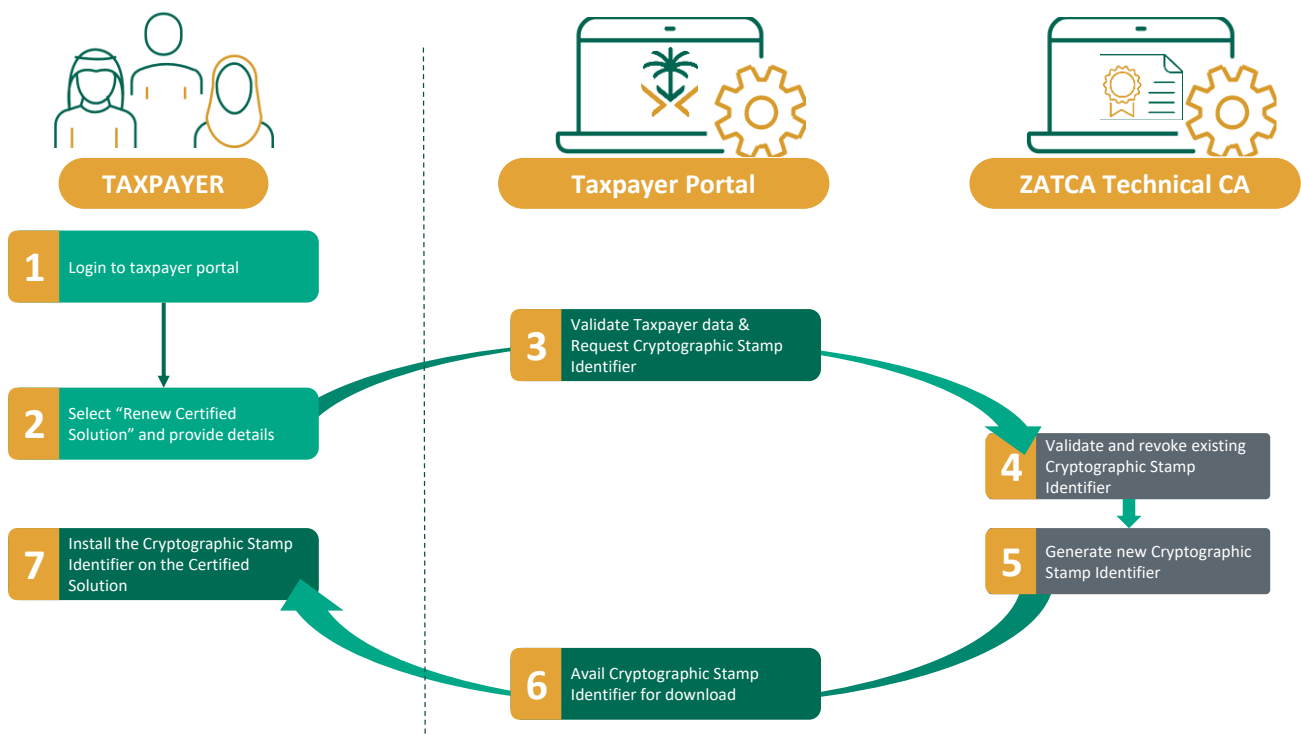 TAXPAYER
Taxpayer Portal
ZATCA Technical CA
1
Login to taxpayer portal
2
Select “Renew Certified
Solution” and provide details
3
Validate Taxpayer data &
Request Cryptographic Stamp
Identifier
4
Validate and revoke existing
Cryptographic Stamp
Identifier
5
Generate new Cryptographic
Stamp Identifier
6
Avail Cryptographic Stamp
Identifier for download
7
Install the Cryptographic Stamp
Identifier on the Certified
Solution